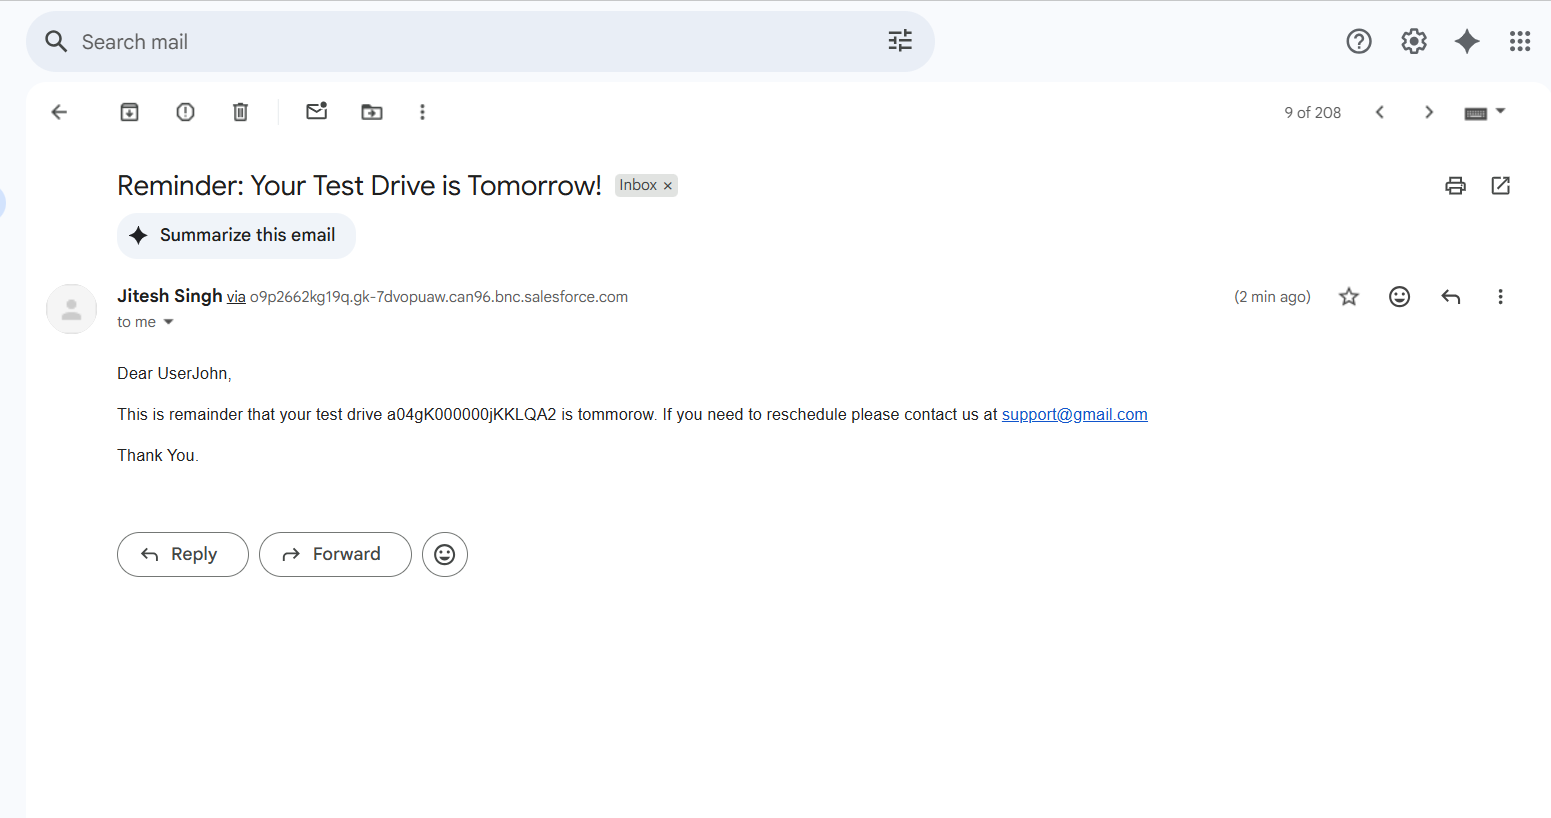 Search mail
9 of 208
Reminder: Your Test Drive is Tomorrow! Inbox ×
Summarize this email
Jitesh Singh via o9p2662kg19q.gk-7dvopuaw.can96.bnc.salesforce.com (2 min ago)
to me
Dear UserJohn,
This is remainder that your test drive a04gK000000jKKLQA2 is tommorow. If you need to reschedule please contact us at support@gmail.com
Thank You.
Reply Forward